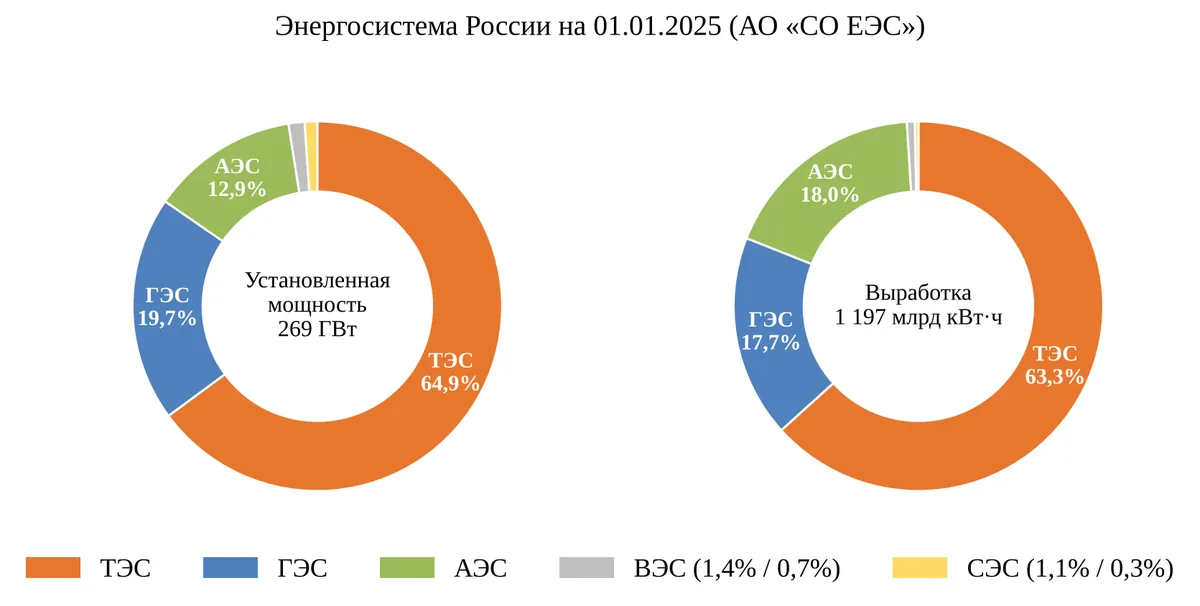 Энергосистема России на 01.01.2025 (АО «СО ЕЭС»)
АЭС
12,9%
ГЭС
19,7%
Установленная
мощность
269 ГВт
ТЭС
64,9%
АЭС
18,0%
ГЭС
17,7%
Выработка
1 197 млрд кВт·ч
ТЭС
63,3%
ТЭС
ГЭС
АЭС
ВЭС (1,4% / 0,7%)
СЭС (1,1% / 0,3%)